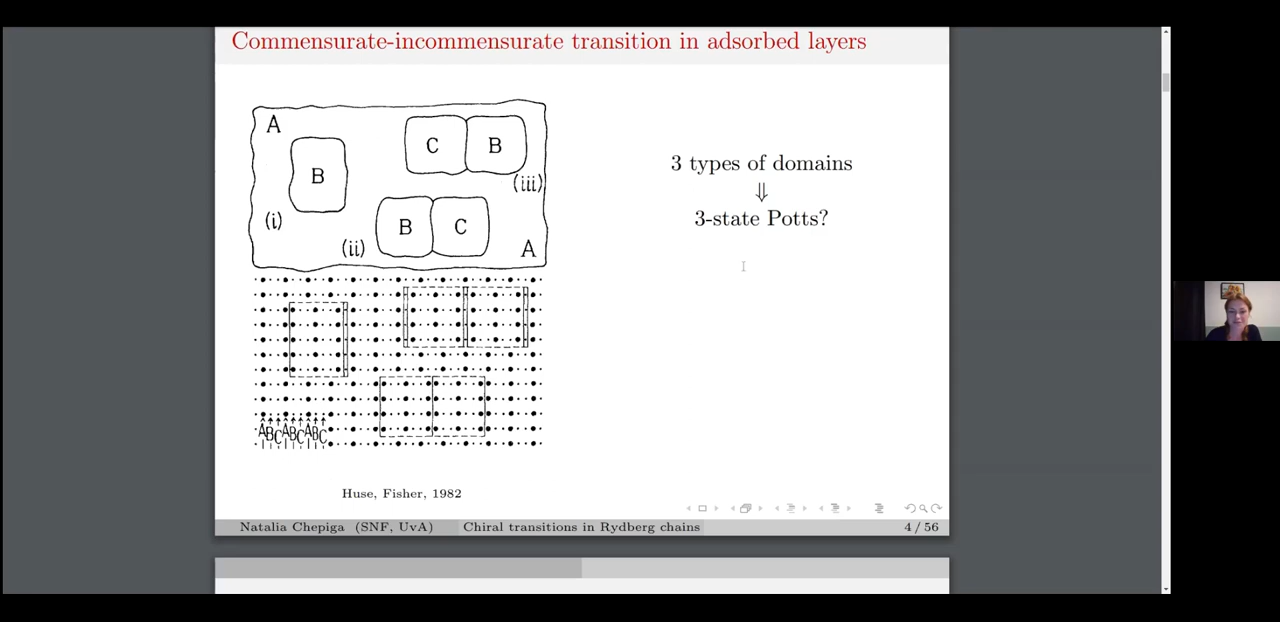 Commensurate-incommensurate transition in adsorbed layers
A
B
(i)
C B
(iii)
B C
(ii)
A
ABCABCABC
3 types of domains
⇓
3-state Potts?
Huse, Fisher, 1982
Natalia Chepiga (SNF, UvA) Chiral transitions in Rydberg chains 4 / 56